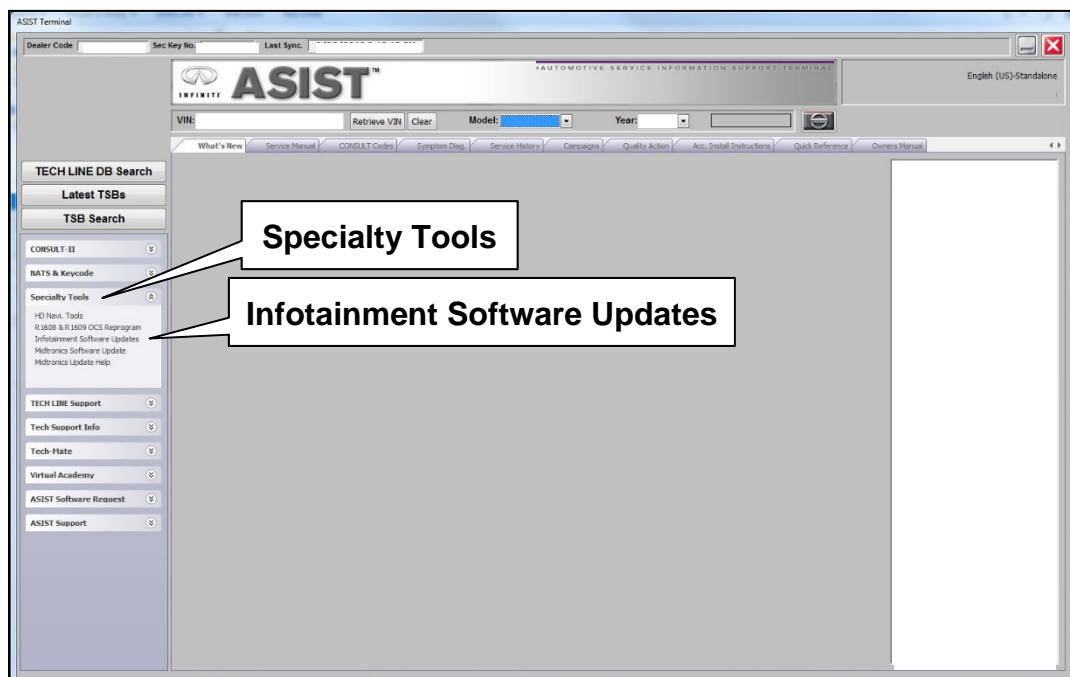 ASIST Terminal
Dealer Code Sec Key No. Last Sync.
INFINITI ASIST™
AUTOMOTIVE SERVICE INFORMATION SUPPORT TERMINAL
English (US)-Standalone
VIN: Retrieve VIN Clear Model: Year:
What's New Service Manual CONSULT Codes Symptom Diag. Service History Campaigns Quality Action Acc. Install Instructions Quick Reference Owners Manual
TECH LINE DB Search
Latest TSBs
TSB Search
CONSULT-II
NATS & Keycode
Specialty Tools
HD Navi. Tools
R1608 & R1609 OCS Reprogram
Infotainment Software Updates
Midtronics Software Update
Midtronics Update Help
TECH LINE Support
Tech Support Info
Tech-Mate
Virtual Academy
ASIST Software Request
ASIST Support
Specialty Tools
Infotainment Software Updates